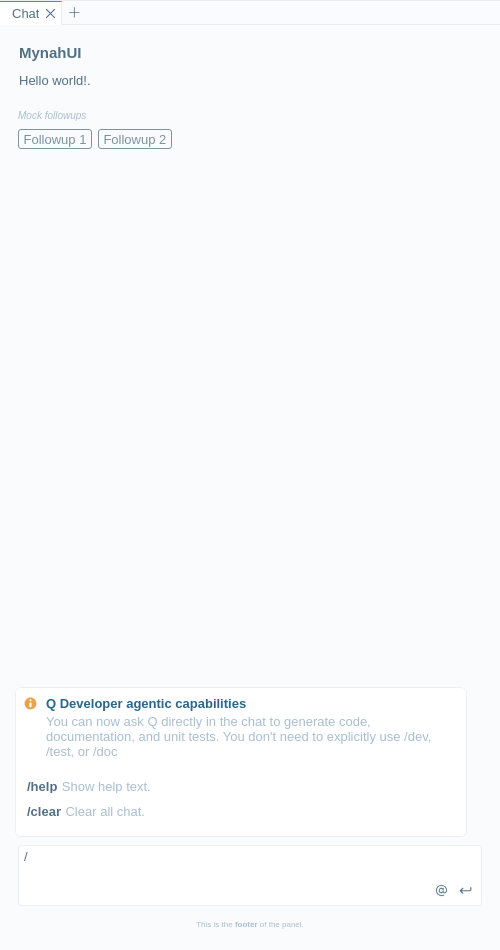 Chat
MynahUI
Hello world!.
Mock followups
Followup 1 Followup 2
Q Developer agentic capabilities
You can now ask Q directly in the chat to generate code,
documentation, and unit tests. You don't need to explicitly use /dev,
/test, or /doc
/help Show help text.
/clear Clear all chat.
/
@
This is the footer of the panel.